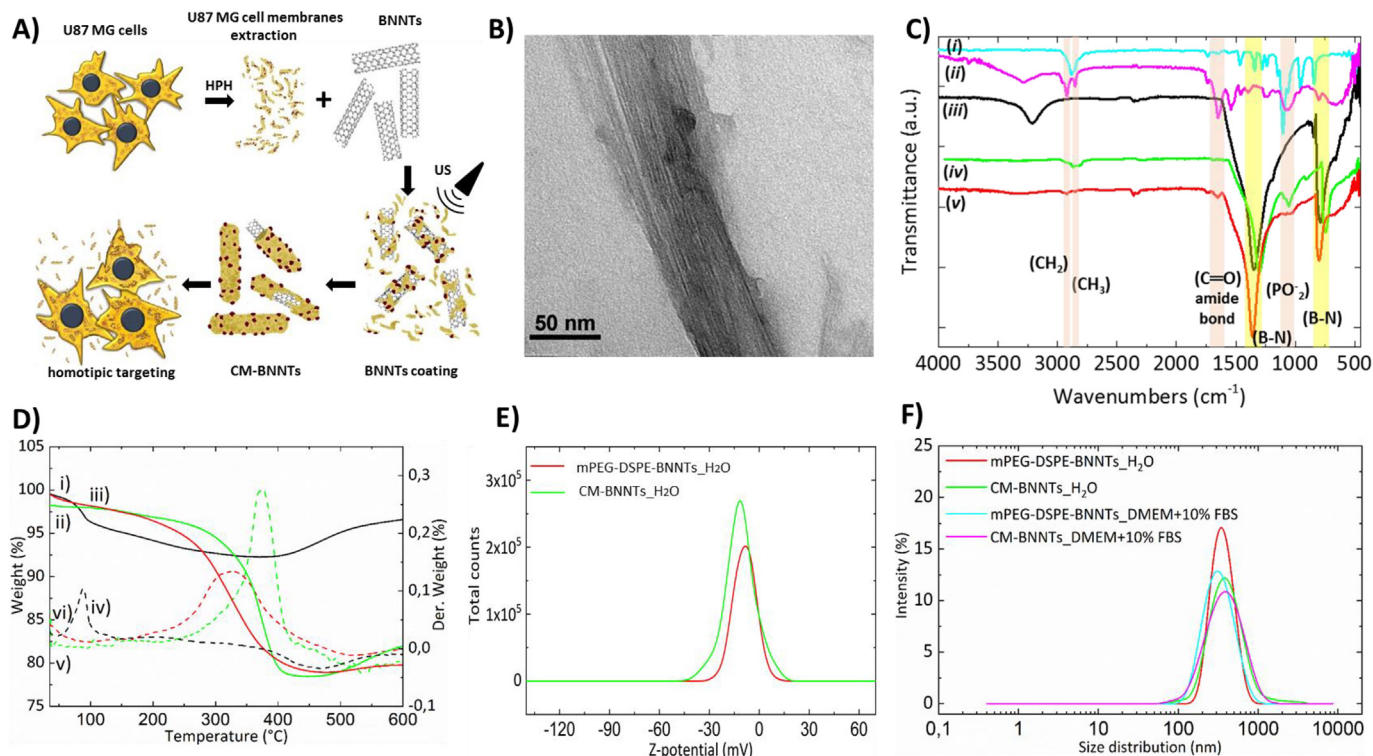 A)
U87 MG cells
U87 MG cell membranes
extraction
BNNTs
HPH
+
US
homotipic targeting
CM-BNNTs
BNNTs coating
B)
50 nm
C)
Transmittance (a.u.)
(i)
(ii)
(iii)
(iv)
(v)
(CH2)
(CH3)
(C=O)
amide
bond
(PO-2)
(B-N)
(B-N)
4000 3500 3000 2500 2000 1500 1000 500
Wavenumbers (cm-1)
D)
Weight (%)
105
100
95
90
85
80
75
i)
iii)
ii)
vi)
iv)
v)
0,3
0,2
0,1
0,0
-0,1
Der. Weight (%)
100 200 300 400 500 600
Temperature (°C)
E)
Total counts
3x10⁵
2x10⁵
1x10⁵
0
mPEG-DSPE-BNNTs_H2O
CM-BNNTs_H2O
-120 -90 -60 -30 0 30 60
Z-potential (mV)
F)
Intensity (%)
25
20
15
10
5
0
mPEG-DSPE-BNNTs_H2O
CM-BNNTs_H2O
mPEG-DSPE-BNNTs_DMEM+10% FBS
CM-BNNTs_DMEM+10% FBS
0,1 1 10 100 1000 10000
Size distribution (nm)